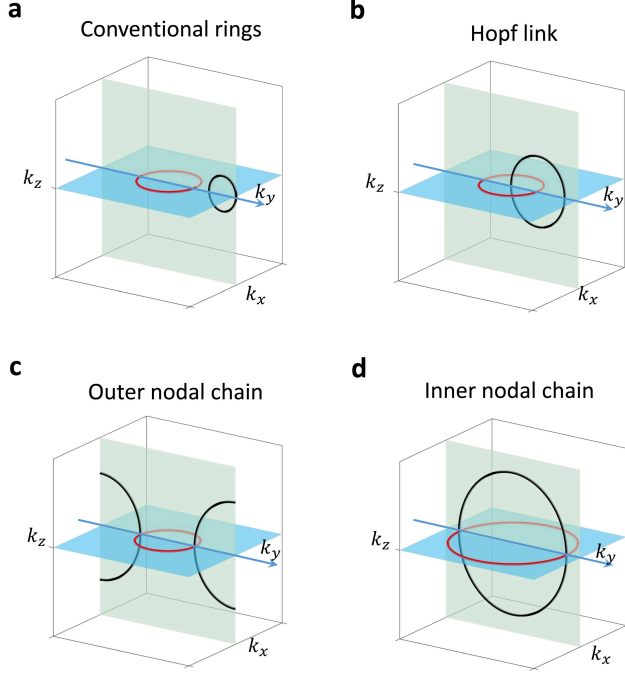 a
Conventional rings
k_z
k_y
k_x
b
Hopf link
k_z
k_y
k_x
c
Outer nodal chain
k_z
k_y
k_x
d
Inner nodal chain
k_z
k_y
k_x